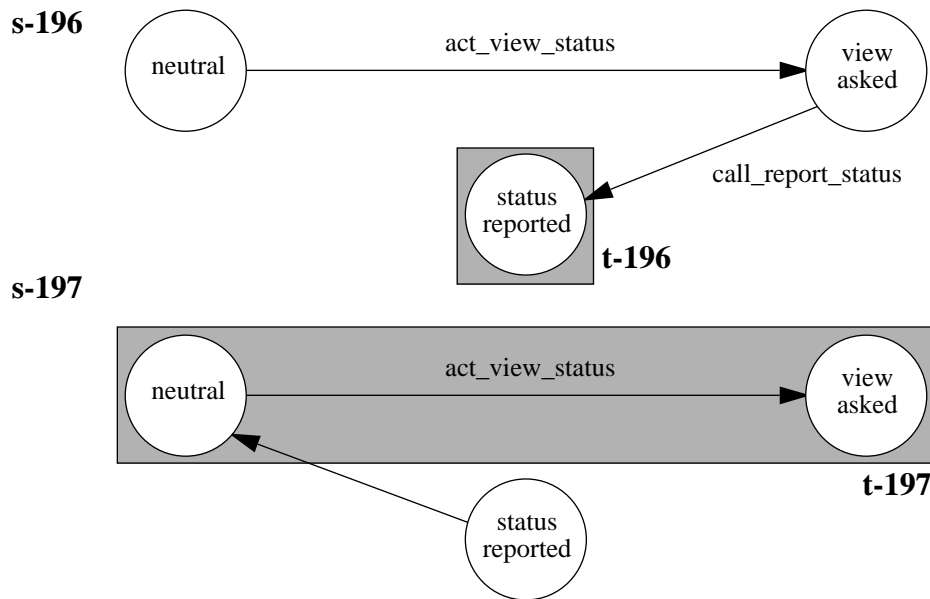 s-196
neutral
act_view_status
view
asked
call_report_status
status
reported
t-196
s-197
neutral
act_view_status
view
asked
t-197
status
reported